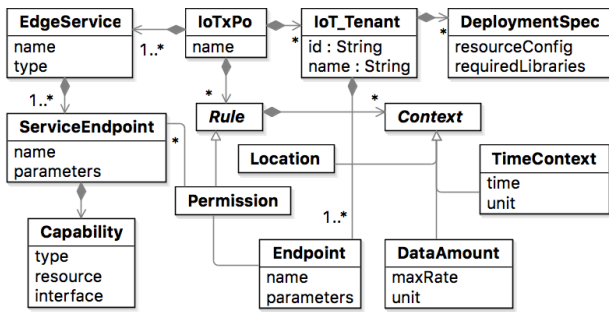 EdgeService
name
type
1..*
IoTxPo
name
*
IoT_Tenant
id : String
name : String
*
DeploymentSpec
resourceConfig
requiredLibraries
1..*
*
*
ServiceEndpoint
name
parameters
*
Rule
Context
Location
TimeContext
time
unit
Permission
Capability
type
resource
interface
1..*
Endpoint
name
parameters
DataAmount
maxRate
unit